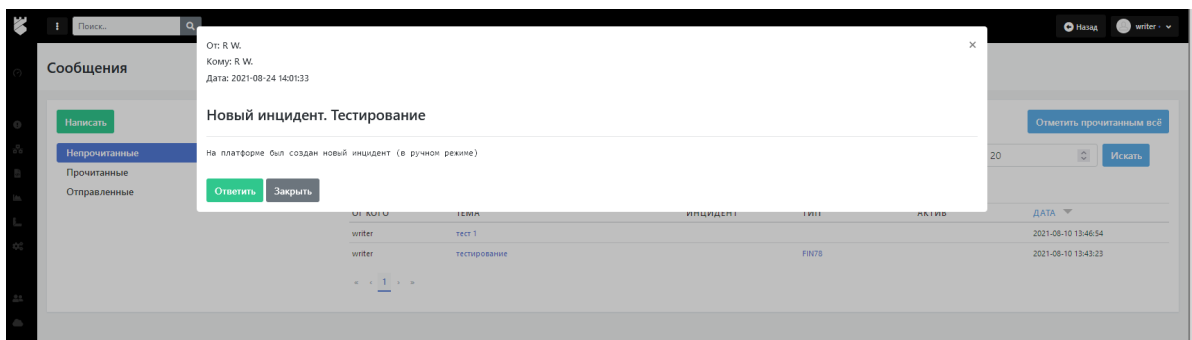 Поиск..
Назад
writer -
Сообщения
От: R W.
Кому: R W.
Дата: 2021-08-24 14:01:33
×
Новый инцидент. Тестирование
На платформе был создан новый инцидент (в ручном режиме)
Ответить Закрыть
Написать
Отметить прочитанным всё
Непрочитанные
Прочитанные
Отправленные
20
Искать
ОТ КОГО ТЕМА ИНЦИДЕНТ ТИП АКТИВ ДАТА
writer тест 1 2021-08-10 13:46:54
writer тестирование FIN78 2021-08-10 13:43:23
« ‹ 1 › »